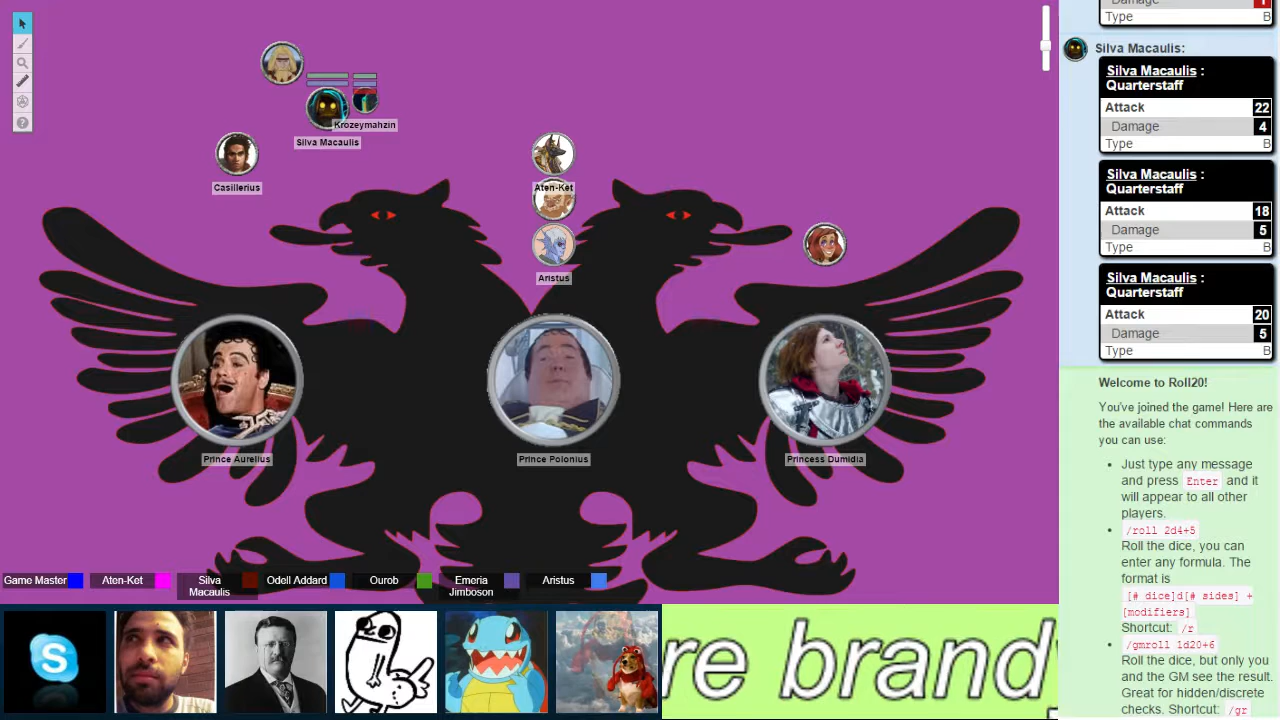 Krozeymahzin
Silva Macaulis
Casillerius
Aten-Ket
Aristus
Prince Aurelius
Prince Polonius
Princess Dumidia
Game Master
Aten-Ket
Silva
Macaulis
Odell Addard
Ourob
Emeria
Jimboson
Aristus
S
re brand
Damage 1
Type B
Silva Macaulis:
Silva Macaulis :
Quarterstaff
Attack 22
Damage 4
Type B
Silva Macaulis :
Quarterstaff
Attack 18
Damage 5
Type B
Silva Macaulis :
Quarterstaff
Attack 20
Damage 5
Type B
Welcome to Roll20!
You've joined the game! Here are
the available chat commands
you can use:
• Just type any message
and press Enter and it
will appear to all other
players.
• /roll 2d4+5
Roll the dice, you can
enter any formula. The
format is
[# dice]d[# sides] +
[modifiers]
Shortcut: /r
• /gmroll 1d20+6
Roll the dice, but only you
and the GM see the result.
Great for hidden/discrete
checks. Shortcut: /gr